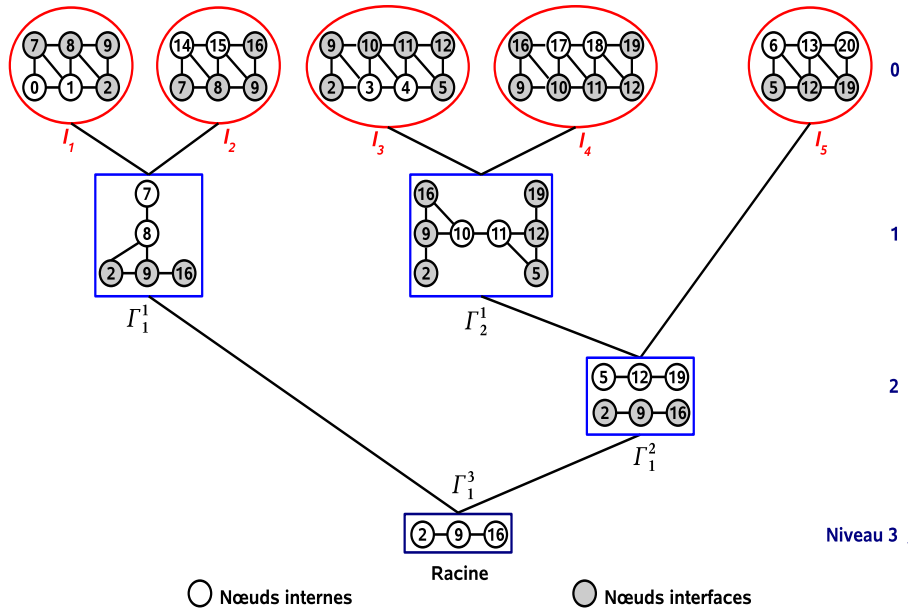 7 8 9 14 15 16 9 10 11 12 16 17 18 19 6 13 20
0
0 1 2 7 8 9 2 3 4 5 9 10 11 12 5 12 19
I1 I2 I3 I4 I5
7 16 19
8 9 10 11 12 1
2 9 16 2 5
Γ¹₁ Γ¹₂
5 12 19
2
2 9 16
Γ²₁
Γ³₁
2 9 16 Niveau 3
Racine
Nœuds internes Nœuds interfaces